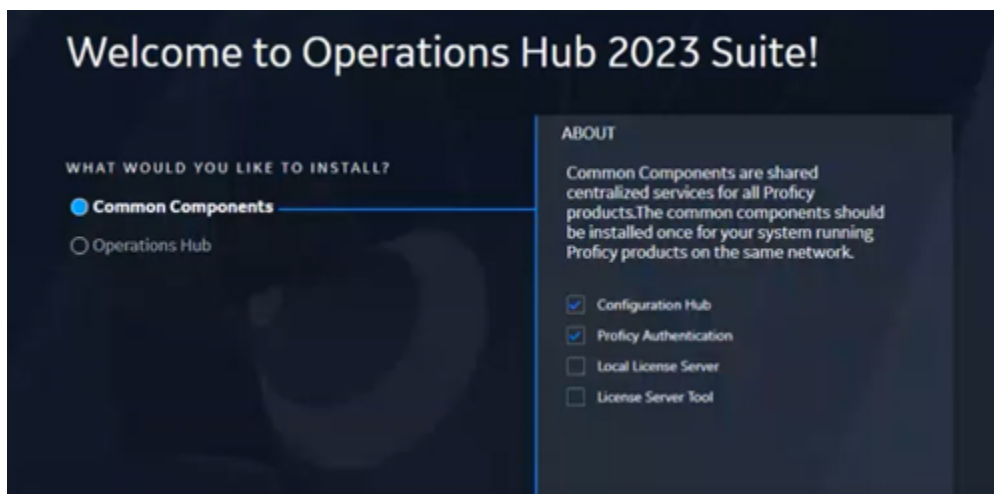 Welcome to Operations Hub 2023 Suite!
WHAT WOULD YOU LIKE TO INSTALL?
Common Components
Operations Hub
ABOUT
Common Components are shared
centralized services for all Proficy
products.The common components should
be installed once for your system running
Proficy products on the same network.
Configuration Hub
Proficy Authentication
Local License Server
License Server Tool